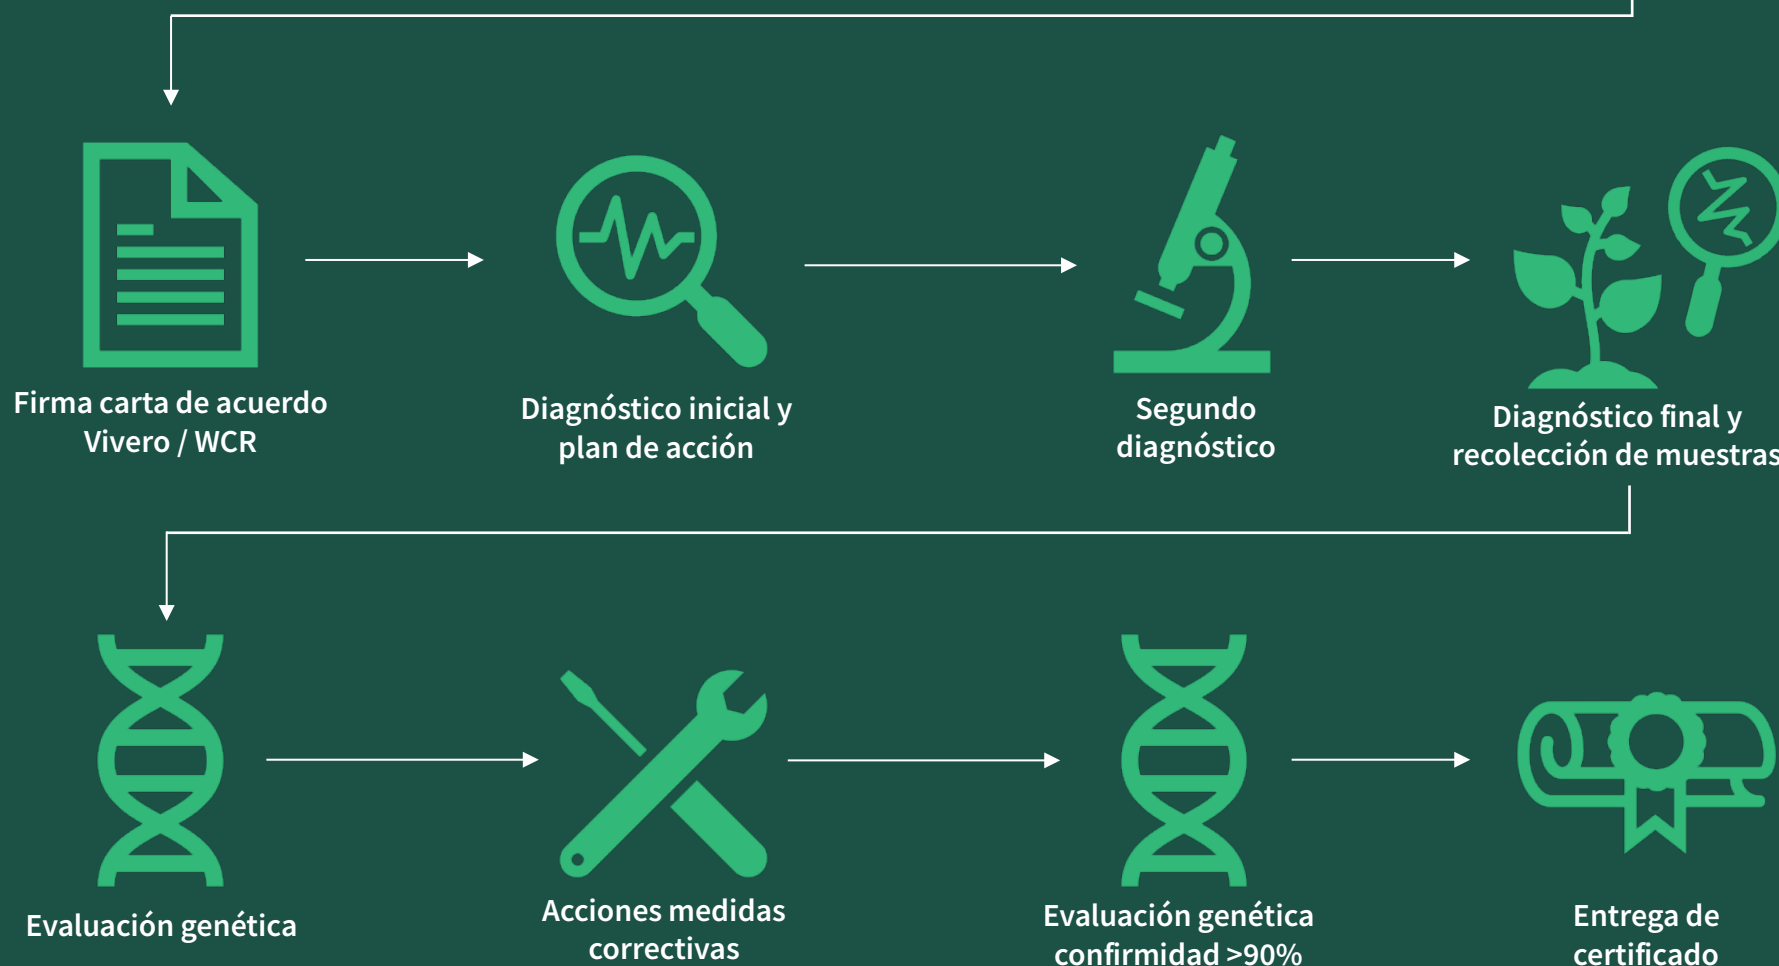 Firma carta de acuerdo
Vivero / WCR
Diagnóstico inicial y
plan de acción
Segundo
diagnóstico
Diagnóstico final y
recolección de muestras
Evaluación genética
Acciones medidas
correctivas
Evaluación genética
confirmidad >90%
Entrega de
certificado